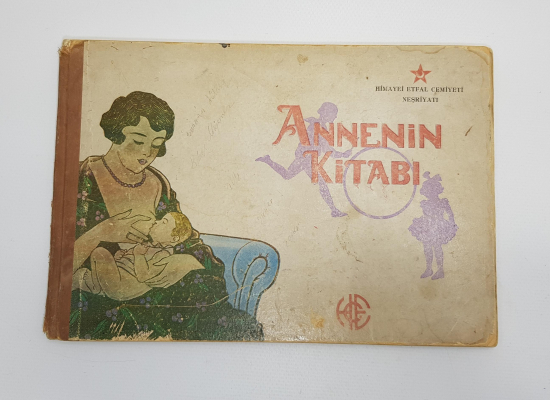 HİMAYEİ ETFAL CEMİYETİ
NEŞRİYATI
ANNENİN
KİTABI